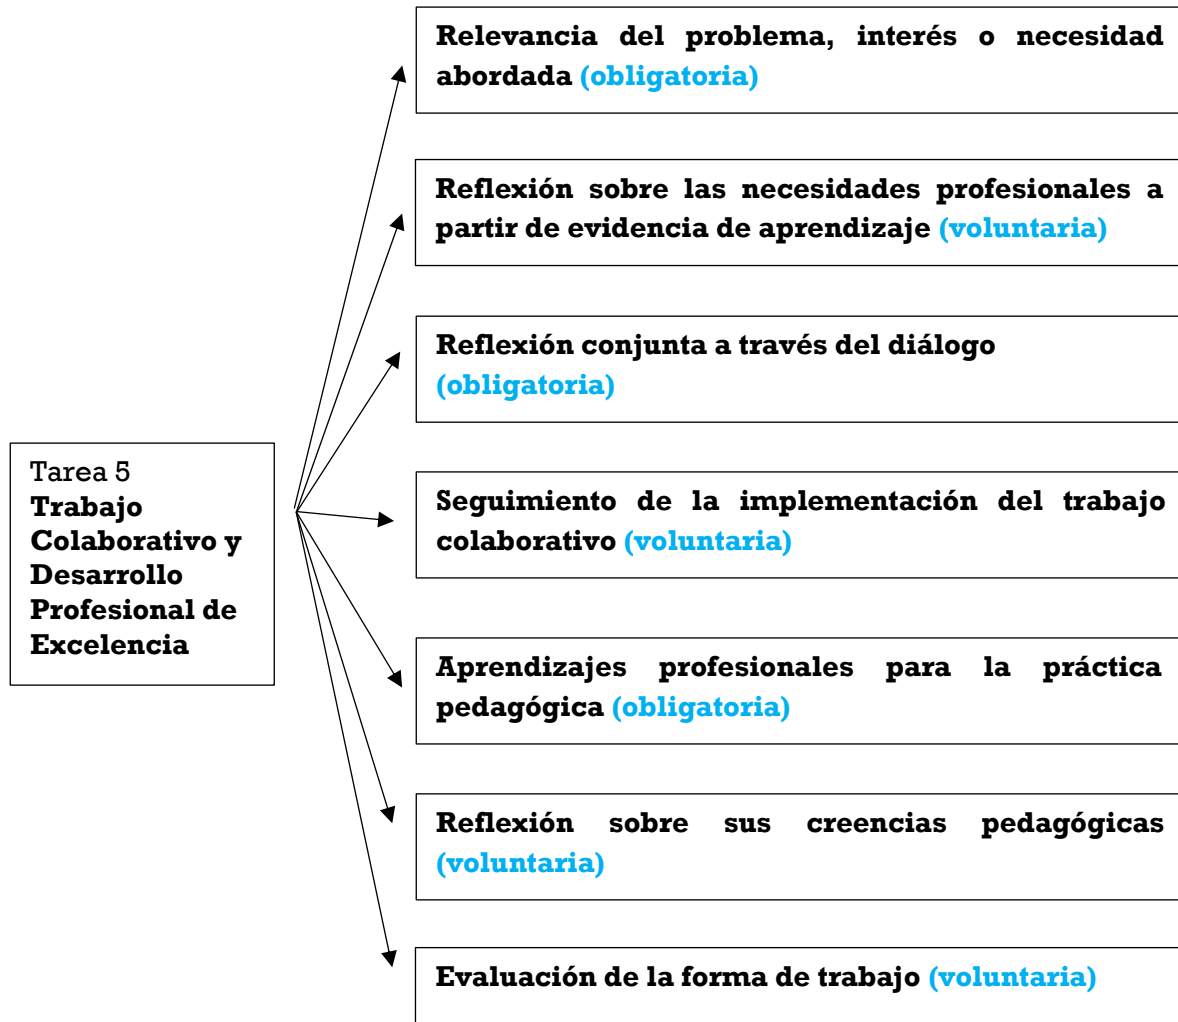 Relevancia del problema, interés o necesidad
abordada (obligatoria)
Reflexión sobre las necesidades profesionales a
partir de evidencia de aprendizaje (voluntaria)
Reflexión conjunta a través del diálogo
(obligatoria)
Tarea 5
Trabajo
Colaborativo y
Desarrollo
Profesional de
Excelencia
Seguimiento de la implementación del trabajo
colaborativo (voluntaria)
Aprendizajes profesionales para la práctica
pedagógica (obligatoria)
Reflexión sobre sus creencias pedagógicas
(voluntaria)
Evaluación de la forma de trabajo (voluntaria)